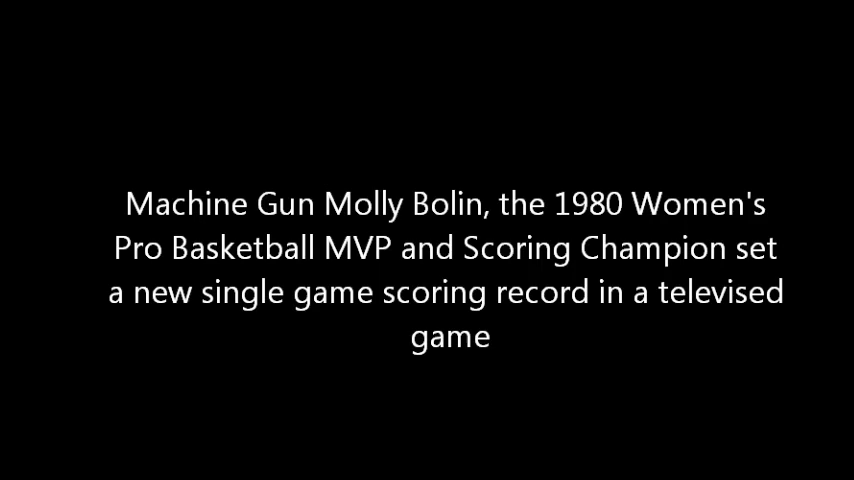 Machine Gun Molly Bolin, the 1980 Women's
Pro Basketball MVP and Scoring Champion set
a new single game scoring record in a televised
game